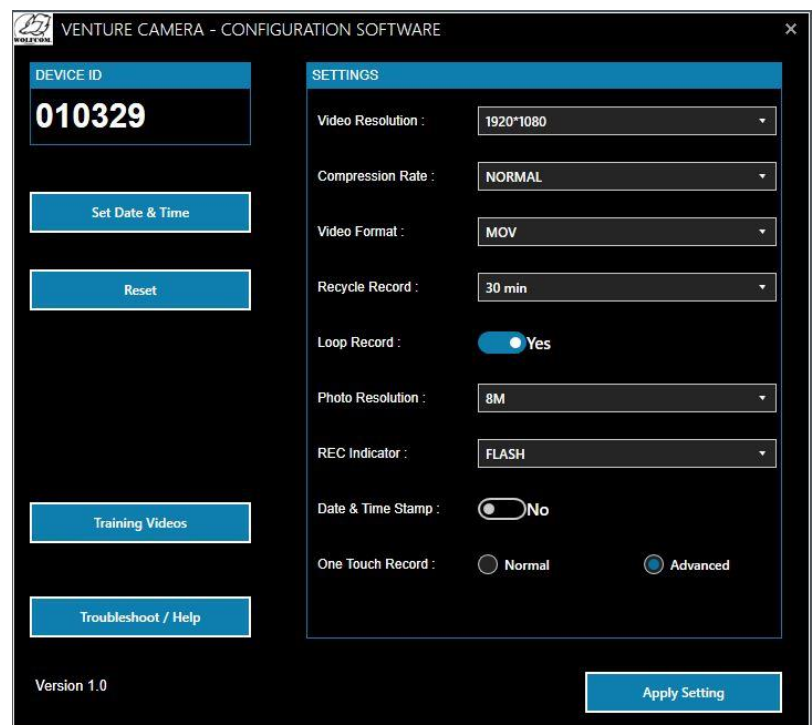 WOLFCOM
VENTURE CAMERA - CONFIGURATION SOFTWARE
DEVICE ID
010329
Set Date & Time
Reset
Training Videos
Troubleshoot / Help
Version 1.0
SETTINGS
Video Resolution : 1920*1080
Compression Rate : NORMAL
Video Format : MOV
Recycle Record : 30 min
Loop Record : Yes
Photo Resolution : 8M
REC Indicator : FLASH
Date & Time Stamp : No
One Touch Record : Normal Advanced
Apply Setting